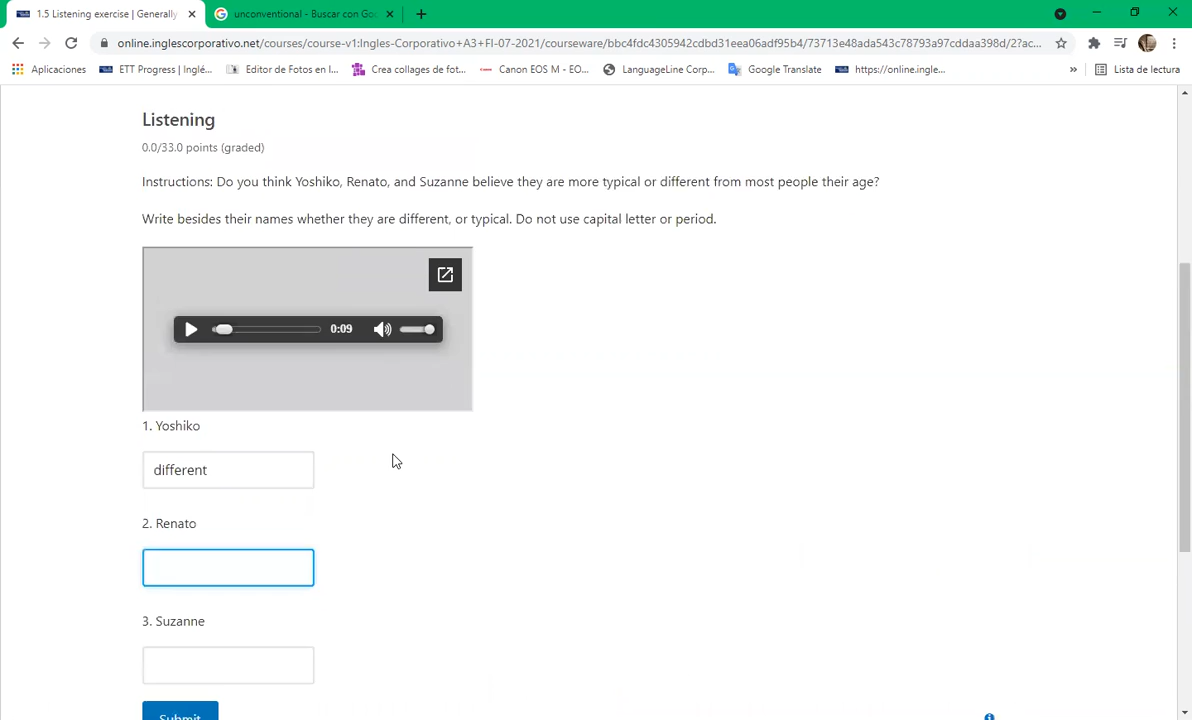 1.5 Listening exercise | Generally
unconventional - Buscar con Goo
online.inglescorporativo.net/courses/course-v1:Ingles-Corporativo+A3+FI-07-2021/courseware/bbc4fdc4305942cdbd31eea06adf95b4/73713e48ada543c78793a97cddaa398d/2?ac...
Aplicaciones
ETT Progress | Inglé...
Editor de Fotos en l...
Crea collages de fot...
Canon EOS M - EO...
LanguageLine Corp...
Google Translate
https://online.ingle...
»
Lista de lectura
Listening
0.0/33.0 points (graded)
Instructions: Do you think Yoshiko, Renato, and Suzanne believe they are more typical or different from most people their age?
Write besides their names whether they are different, or typical. Do not use capital letter or period.
0:09
1. Yoshiko
different
2. Renato
3. Suzanne
Submit